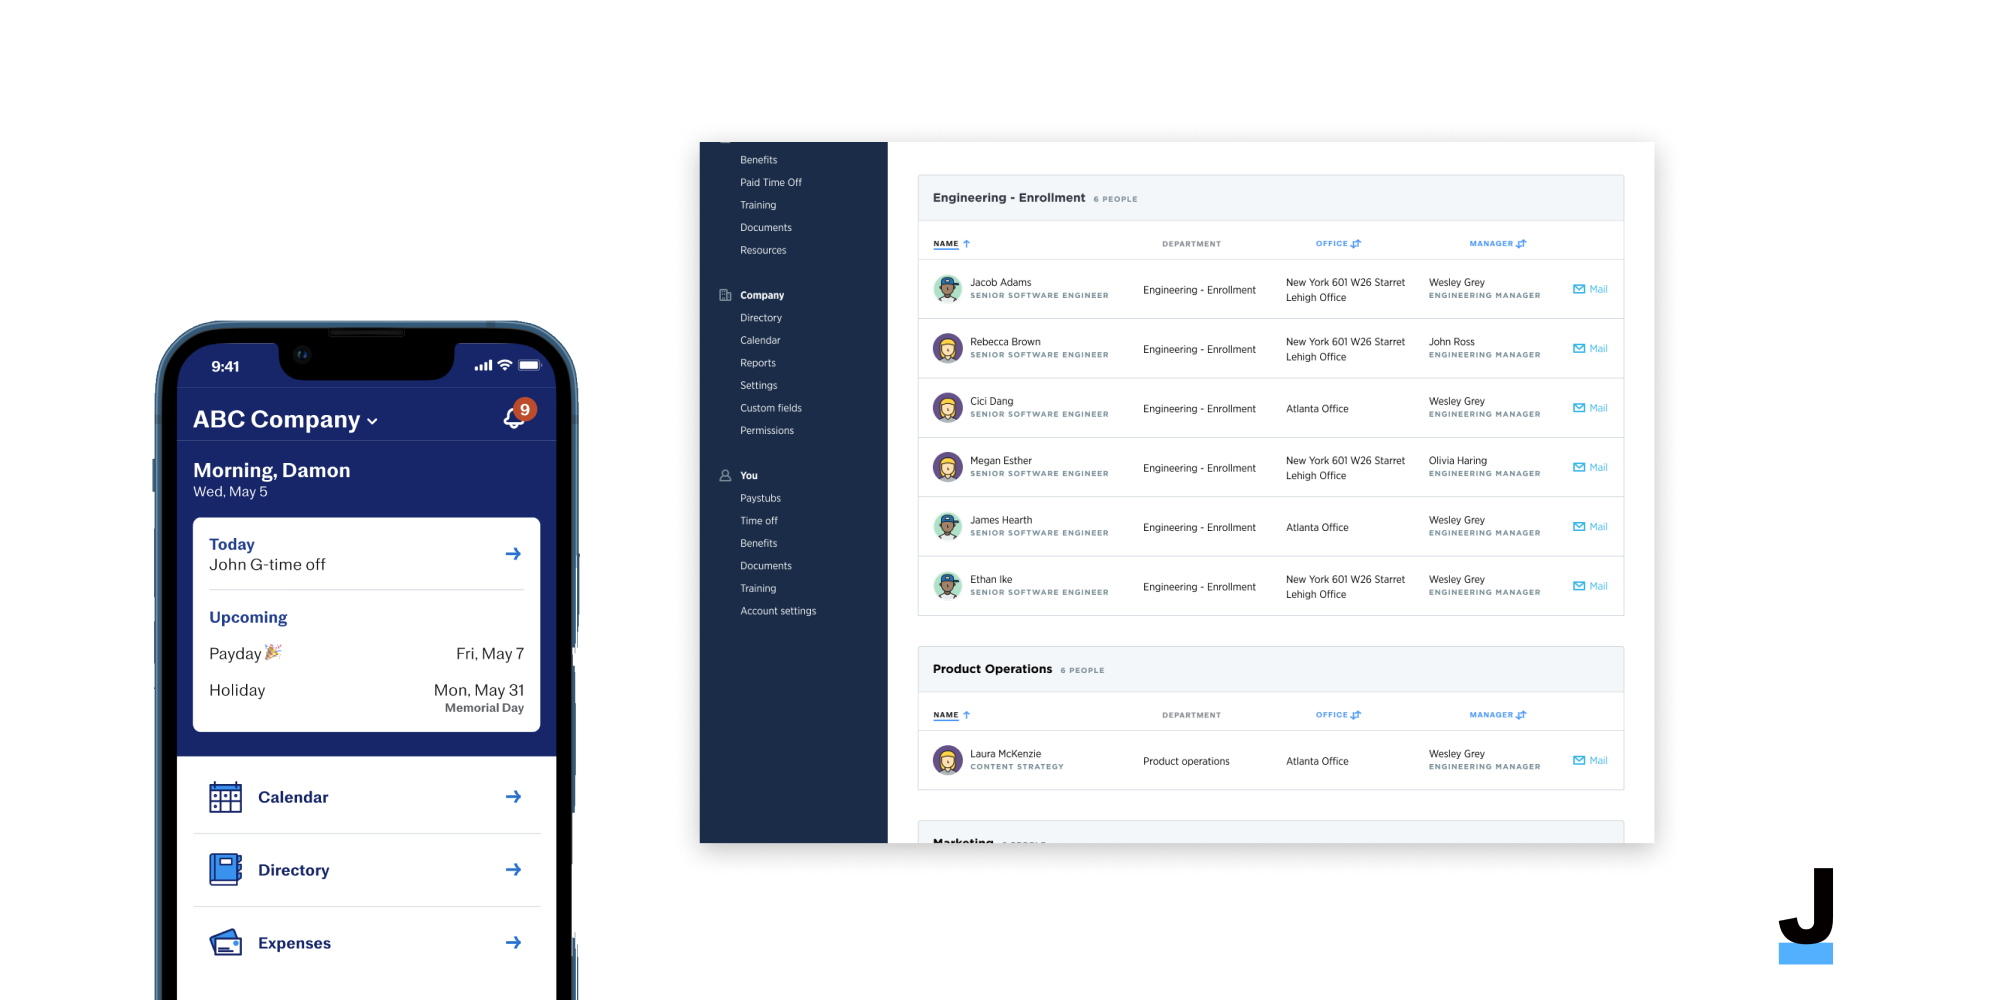 9:41
ABC Company
9
Morning, Damon
Wed, May 5
Today
John G-time off
Upcoming
Payday Fri, May 7
Holiday Mon, May 31
Memorial Day
Calendar
Directory
Expenses
Benefits
Paid Time Off
Training
Documents
Resources
Company
Directory
Calendar
Reports
Settings
Custom fields
Permissions
You
Paystubs
Time off
Benefits
Documents
Training
Account settings
Engineering - Enrollment 6 PEOPLE
NAME DEPARTMENT OFFICE MANAGER
Jacob Adams
SENIOR SOFTWARE ENGINEER
Engineering - Enrollment
New York 601 W26 Starret
Lehigh Office
Wesley Grey
ENGINEERING MANAGER
Mail
Rebecca Brown
SENIOR SOFTWARE ENGINEER
Engineering - Enrollment
New York 601 W26 Starret
Lehigh Office
John Ross
ENGINEERING MANAGER
Mail
Cici Dang
SENIOR SOFTWARE ENGINEER
Engineering - Enrollment
Atlanta Office
Wesley Grey
ENGINEERING MANAGER
Mail
Megan Esther
SENIOR SOFTWARE ENGINEER
Engineering - Enrollment
New York 601 W26 Starret
Lehigh Office
Olivia Haring
ENGINEERING MANAGER
Mail
James Hearth
SENIOR SOFTWARE ENGINEER
Engineering - Enrollment
Atlanta Office
Wesley Grey
ENGINEERING MANAGER
Mail
Ethan Ike
SENIOR SOFTWARE ENGINEER
Engineering - Enrollment
New York 601 W26 Starret
Lehigh Office
Wesley Grey
ENGINEERING MANAGER
Mail
Product Operations 6 PEOPLE
NAME DEPARTMENT OFFICE MANAGER
Laura McKenzie
CONTENT STRATEGY
Product operations
Atlanta Office
Wesley Grey
ENGINEERING MANAGER
Mail
Marketing
J